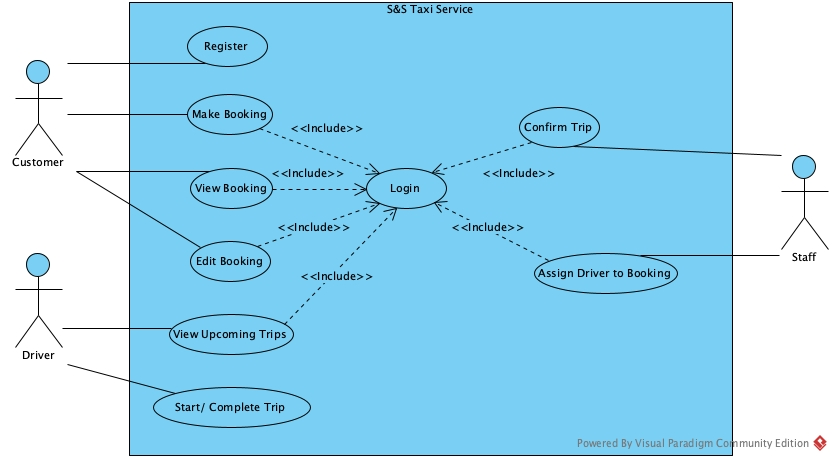 S&S Taxi Service
Register
Make Booking
<<Include>>
Confirm Trip
Customer
<<Include>>
<<Include>>
View Booking
Login
<<Include>>
<<Include>>
Edit Booking
Staff
<<Include>>
Assign Driver to Booking
View Upcoming Trips
Driver
Start/ Complete Trip
Powered By Visual Paradigm Community Edition